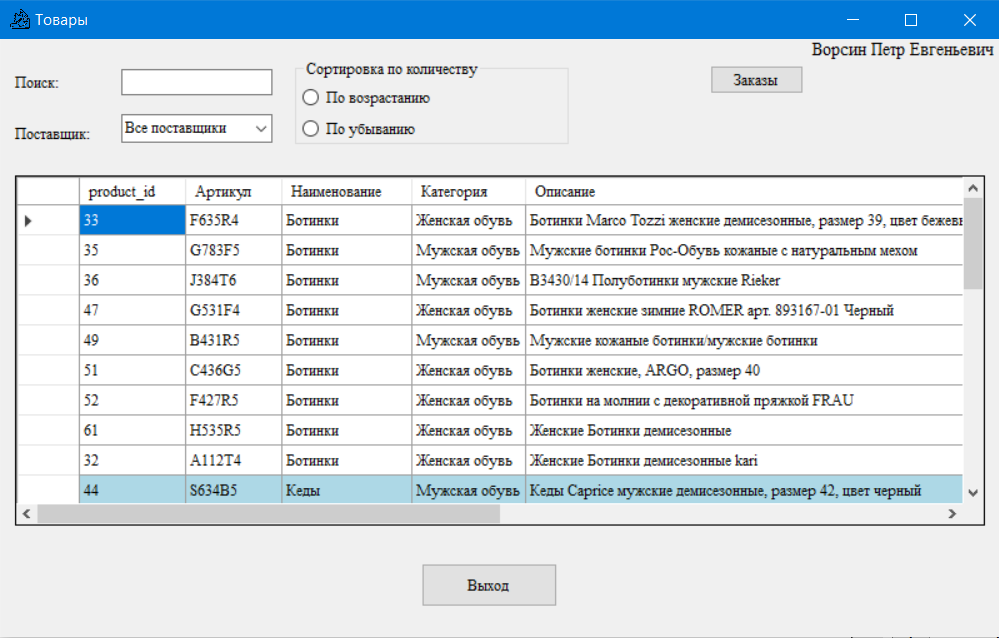 Товары
Ворсин Петр Евгеньевич
Поиск:
Сортировка по количеству
Заказы
По возрастанию
Поставщик:
Все поставщики
По убыванию
product_id Артикул Наименование Категория Описание
33 F635R4 Ботинки Женская обувь Ботинки Marco Tozzi женские демисезонные, размер 39, цвет бежевы
35 G783F5 Ботинки Мужская обувь Мужские ботинки Рос-Обувь кожаные с натуральным мехом
36 J384T6 Ботинки Мужская обувь B3430/14 Полуботинки мужские Rieker
47 G531F4 Ботинки Женская обувь Ботинки женские зимние ROMER арт. 893167-01 Черный
49 B431R5 Ботинки Мужская обувь Мужские кожаные ботинки/мужские ботинки
51 C436G5 Ботинки Женская обувь Ботинки женские, ARGO, размер 40
52 F427R5 Ботинки Женская обувь Ботинки на молнии с декоративной пряжкой FRAU
61 H535R5 Ботинки Женская обувь Женские Ботинки демисезонные
32 A112T4 Ботинки Женская обувь Женские Ботинки демисезонные kari
44 S634B5 Кеды Мужская обувь Кеды Caprice мужские демисезонные, размер 42, цвет черный
Выход